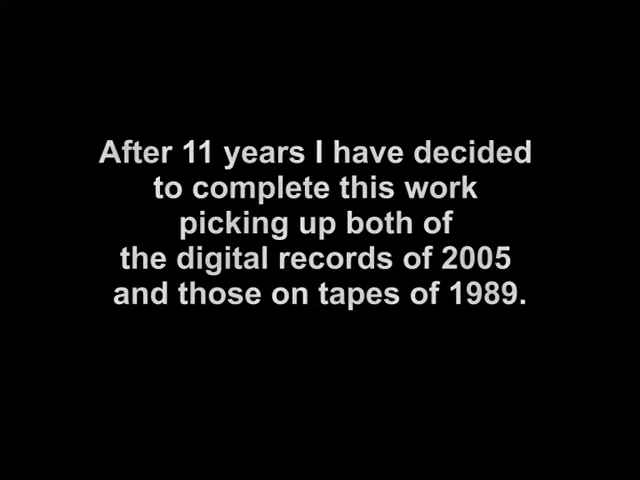 After 11 years I have decided
to complete this work
picking up both of
the digital records of 2005
and those on tapes of 1989.